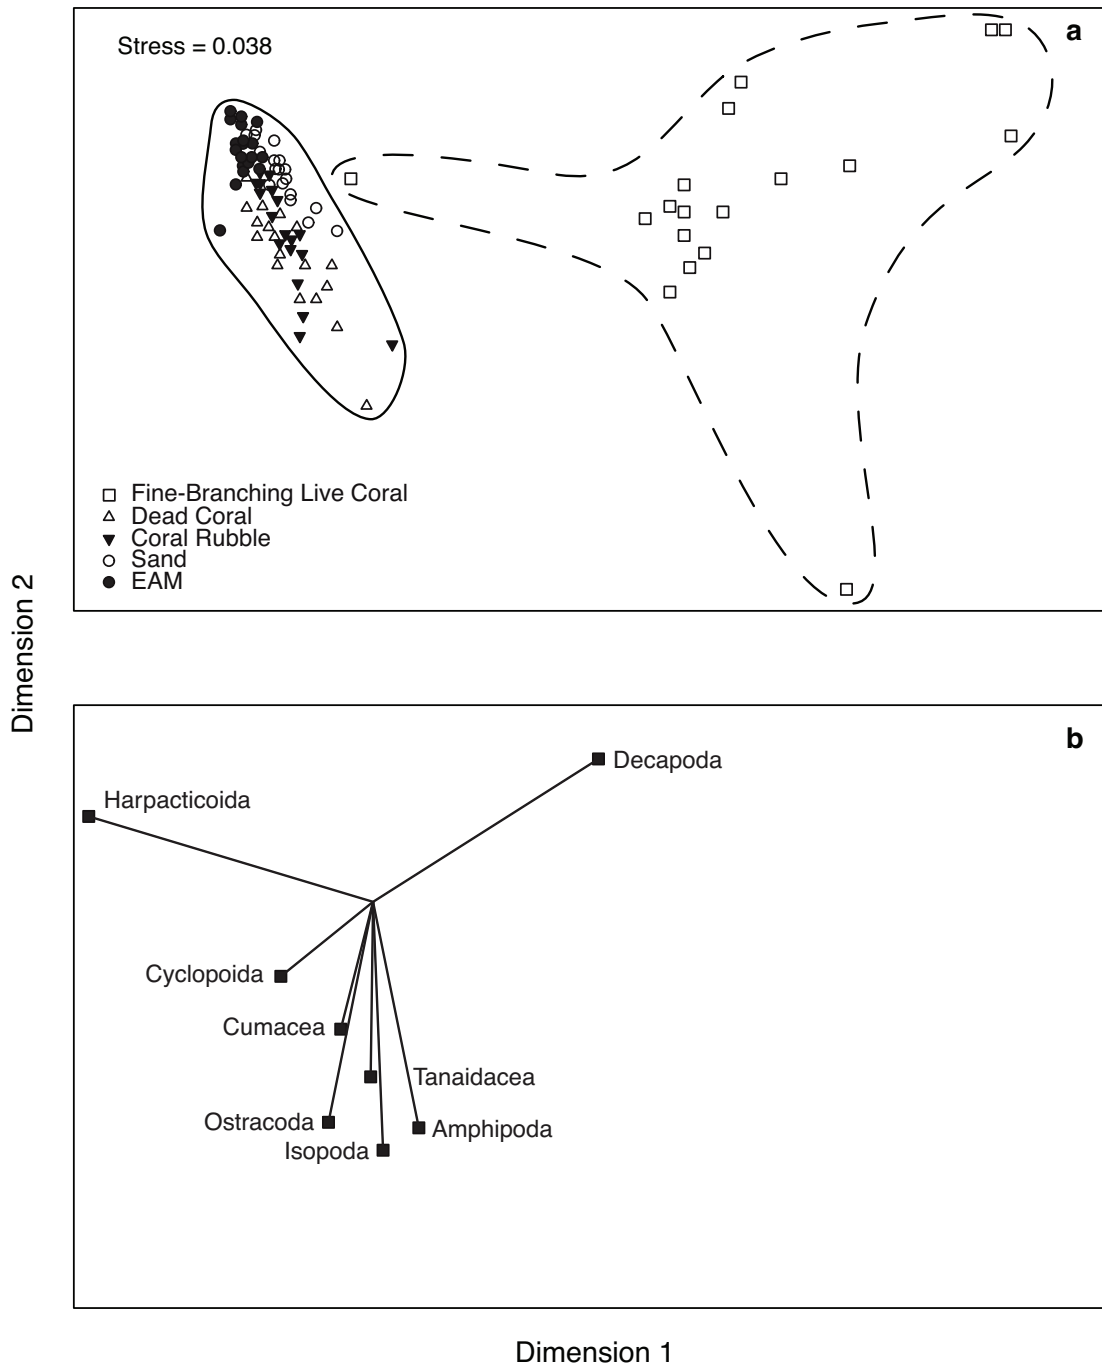 a
Stress = 0.038
Fine-Branching Live Coral
Dead Coral
Coral Rubble
Sand
EAM
Dimension 2
b
Decapoda
Harpacticoida
Cyclopoida
Cumacea
Tanaidacea
Ostracoda
Amphipoda
Isopoda
Dimension 1